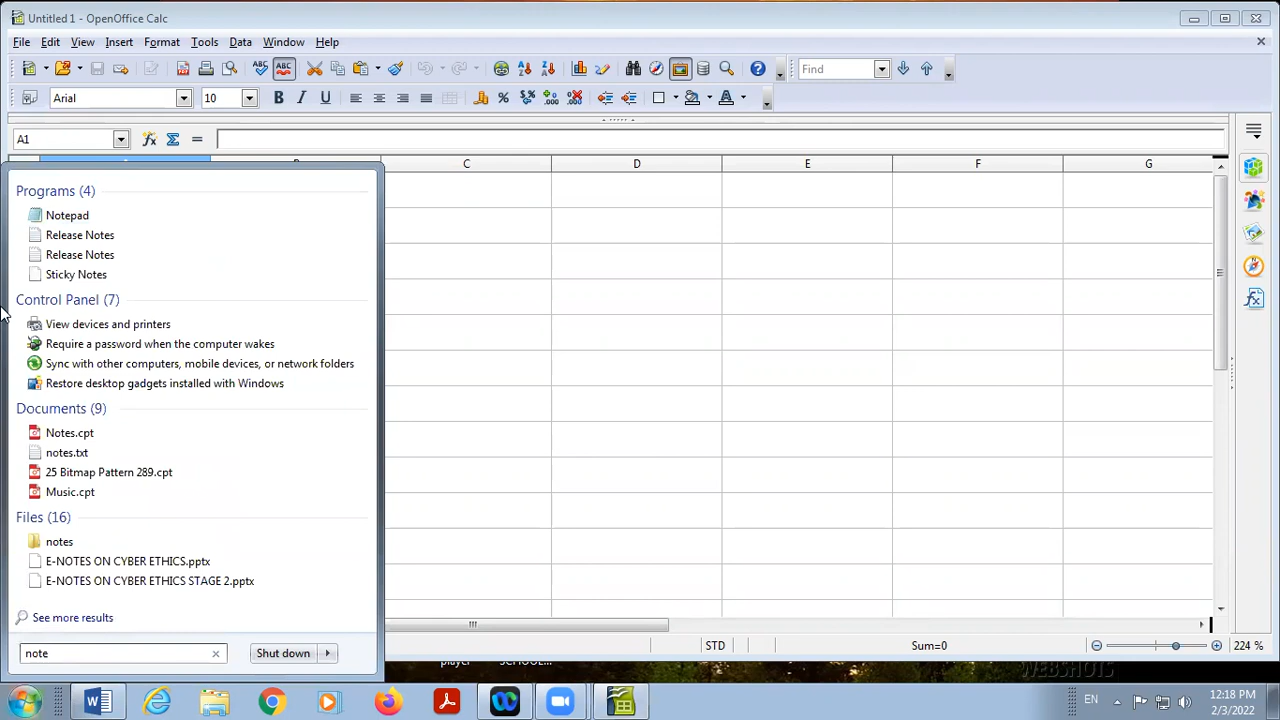 Untitled 1 - OpenOffice Calc
File Edit View Insert Format Tools Data Window Help
Find
Arial 10
A1
C D E F G
Programs (4)
Notepad
Release Notes
Release Notes
Sticky Notes
Control Panel (7)
View devices and printers
Require a password when the computer wakes
Sync with other computers, mobile devices, or network folders
Restore desktop gadgets installed with Windows
Documents (9)
Notes.cpt
notes.txt
25 Bitmap Pattern 289.cpt
Music.cpt
Files (16)
notes
E-NOTES ON CYBER ETHICS.pptx
E-NOTES ON CYBER ETHICS STAGE 2.pptx
See more results
note
Shut down
STD Sum=0 224 %
player SCHOOL...
WEBSHOTS
EN
12:18 PM
2/3/2022